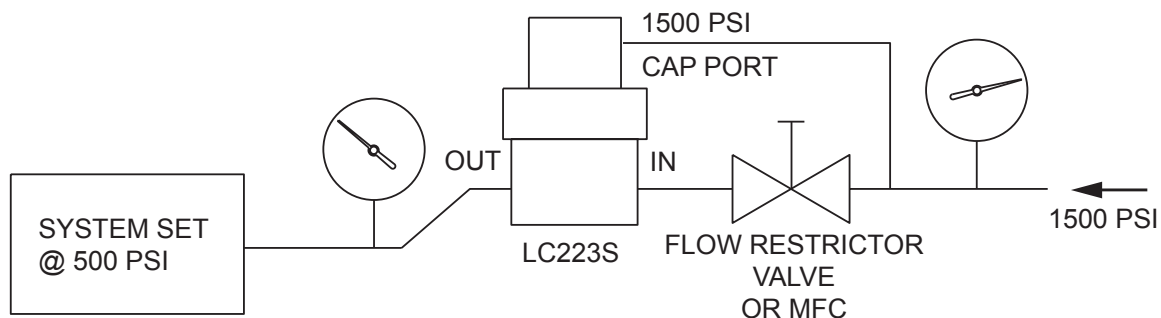 1500 PSI
CAP PORT
OUT
IN
SYSTEM SET
@ 500 PSI
LC223S
FLOW RESTRICTOR
VALVE
OR MFC
1500 PSI